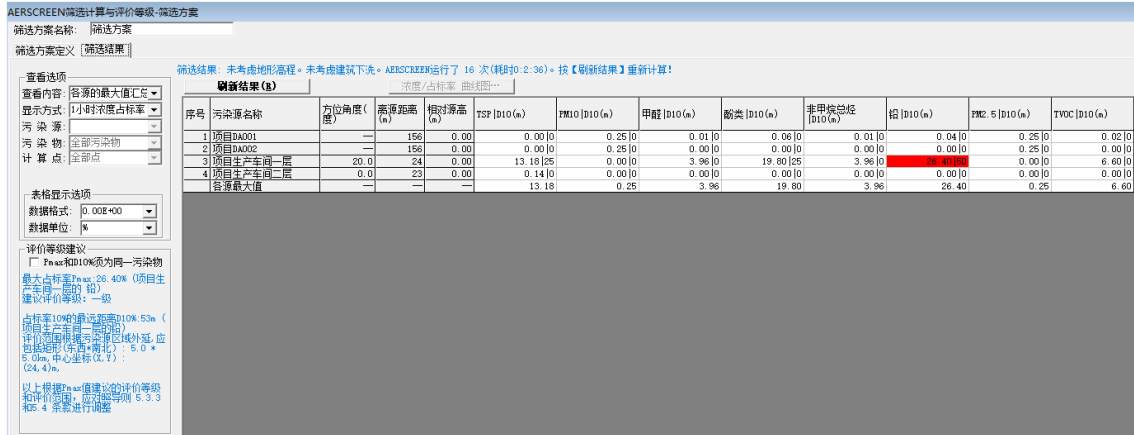 AERSCREEN筛选计算与评价等级-筛选方案
筛选方案名称: 筛选方案
筛选方案定义 筛选结果
查看选项
查看内容: 各源的最大值汇总
显示方式: 1小时浓度占标率
污 染 源:
污 染 物: 全部污染物
计 算 点: 全部点
表格显示选项
数据格式: 0.00E+00
数据单位: %
评价等级建议
Pmax和D10%须为同一污染物
最大占标率Pmax:26.40% (项目生
产车间一层的 铅)
建议评价等级: 一级
占标率10%的最远距离D10%:53m (
项目生产车间一层的铅)
评价范围根据污染源区域外延,应
包括矩形(东西*南北) : 5.0 *
5.0km,中心坐标(X,Y) :
(24,4)m,
以上根据Pmax值建议的评价等级
和评价范围, 应对照导则 5.3.3
和5.4 条款进行调整
筛选结果: 未考虑地形高程。未考虑建筑下洗。AERSCREEN运行了 16 次(耗时0:2:36)。按【刷新结果】重新计算!
刷新结果(R) 浓度/占标率 曲线图…
序号 污染源名称 方位角度(度) 离源距离(m) 相对源高(m) TSP|D10(m) PM10|D10(m) 甲醛|D10(m) 酚类|D10(m) 非甲烷总烃|D10(m) 铅|D10(m) PM2.5|D10(m) TVOC|D10(m)
1 项目DA001 — 156 0.00 0.00|0 0.25|0 0.01|0 0.06|0 0.01|0 0.04|0 0.25|0 0.02|0
2 项目DA002 — 156 0.00 0.00|0 0.25|0 0.00|0 0.00|0 0.00|0 0.00|0 0.25|0 0.00|0
3 项目生产车间一层 20.0 24 0.00 13.18|25 0.00|0 3.96|0 19.80|25 3.96|0 26.40|50 0.00|0 6.60|0
4 项目生产车间二层 0.0 23 0.00 0.14|0 0.00|0 0.00|0 0.00|0 0.00|0 0.00|0 0.00|0 0.00|0
各源最大值 — — — 13.18 0.25 3.96 19.80 3.96 26.40 0.25 6.60